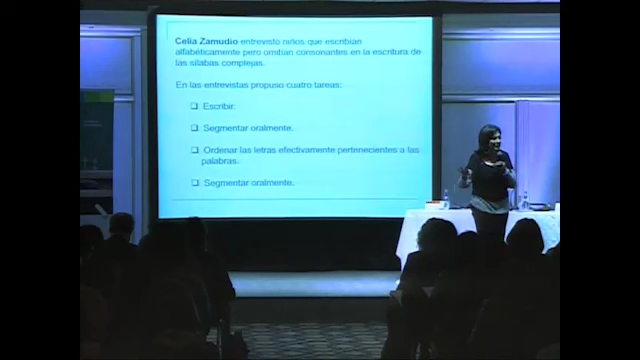 Celia Zamudio entrevistó niños que escribían
alfabéticamente pero omitían consonantes en la escritura de
las sílabas complejas.
En las entrevistas propuso cuatro tareas:
❑ Escribir.
❑ Segmentar oralmente.
❑ Ordenar las letras efectivamente pertenecientes a las
palabras.
❑ Segmentar oralmente.